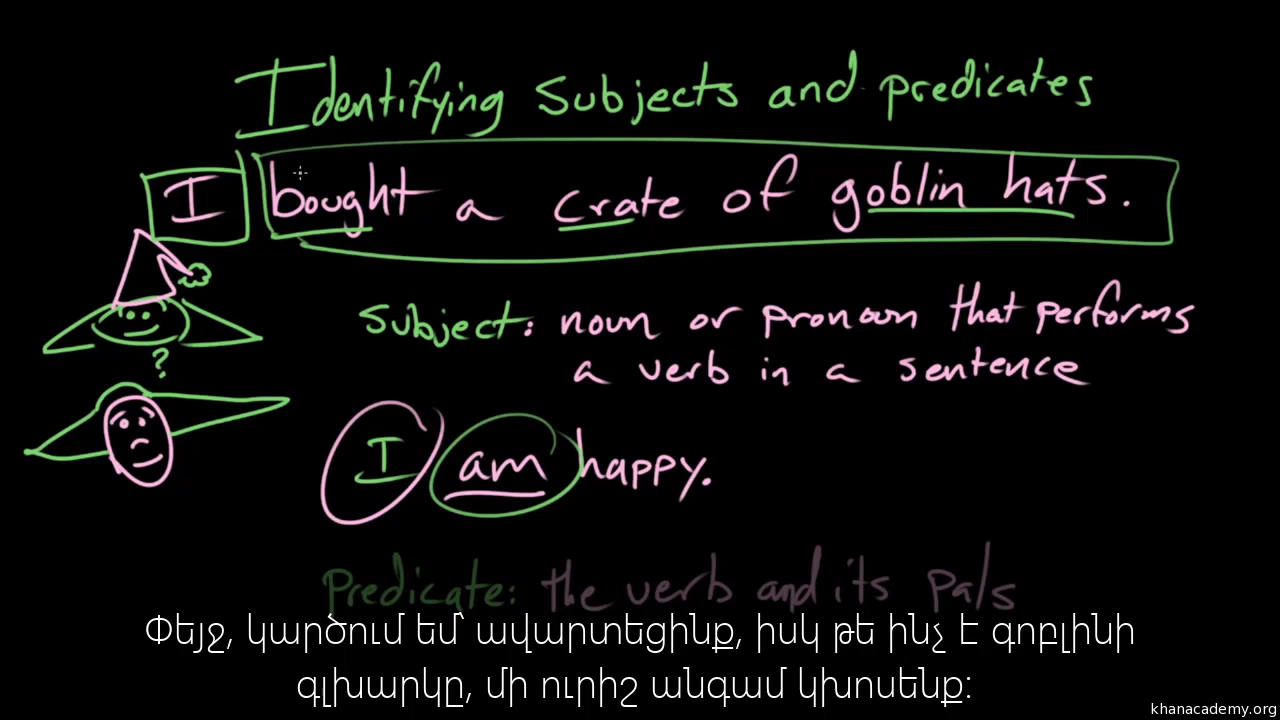 Identifying subjects and predicates
I bought a crate of goblin hats.
subject: noun or pronoun that performs
a verb in a sentence
?
I am happy.
Predicate: the verb and its pals
Փեյջ, կարծում եմ՝ ավարտեցինք, իսկ թե ինչ է գոբլինի
գլխարկը, մի ուրիշ անգամ կխոսենք:
khanacademy.org